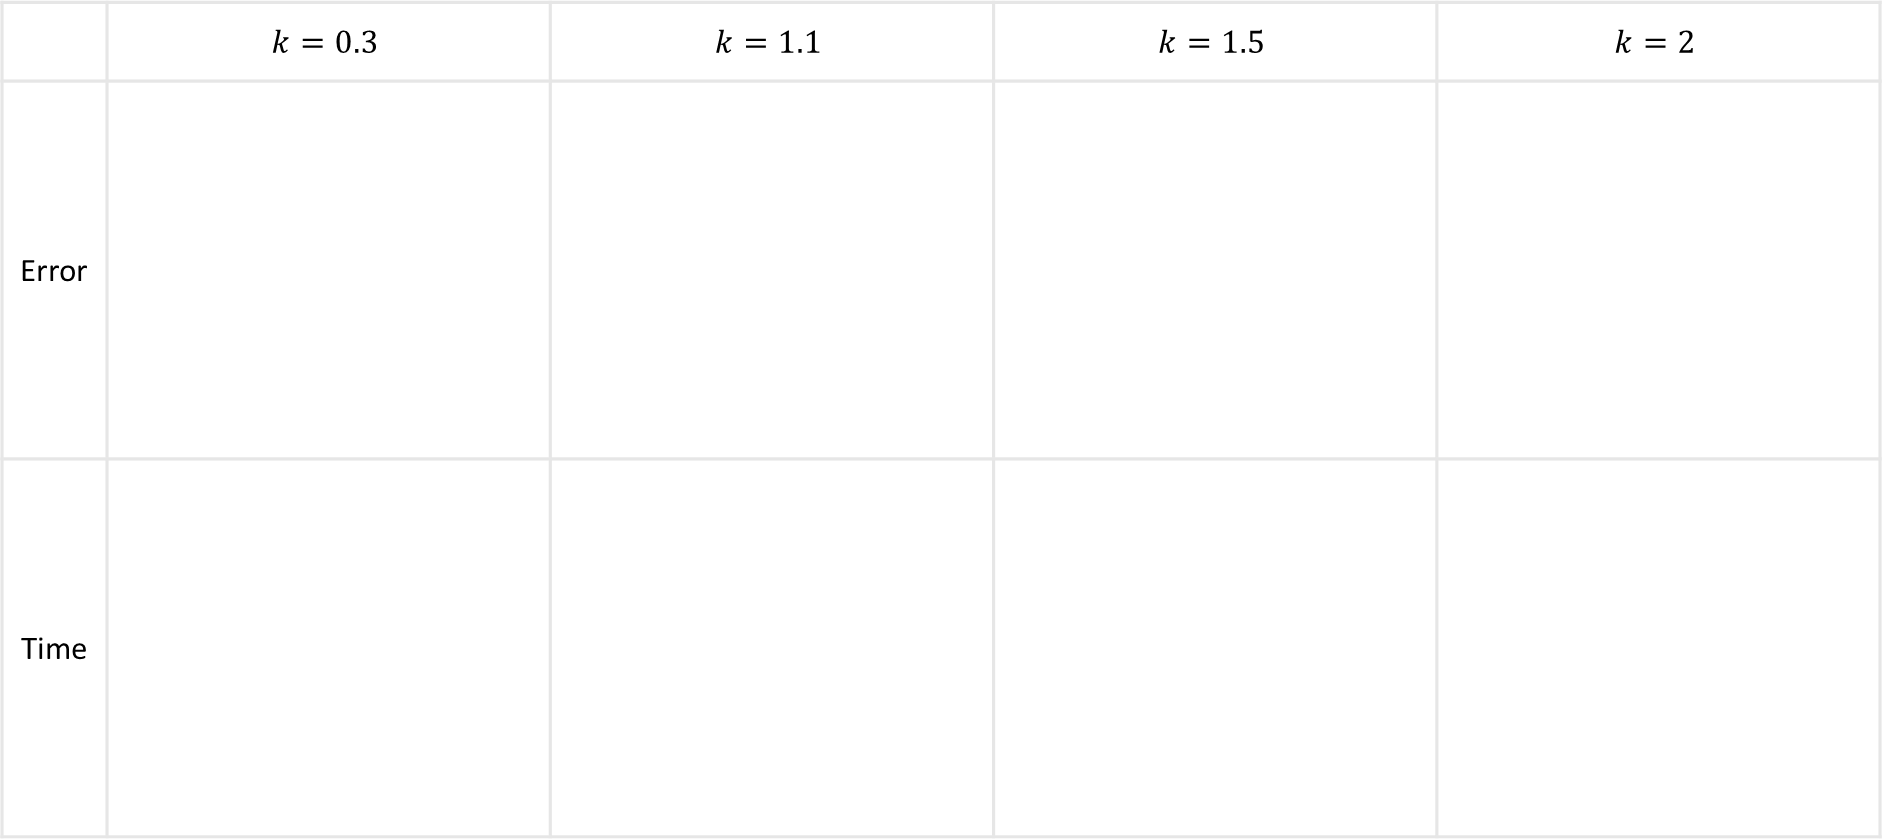 k = 0.3 k = 1.1 k = 1.5 k = 2
Error
Time